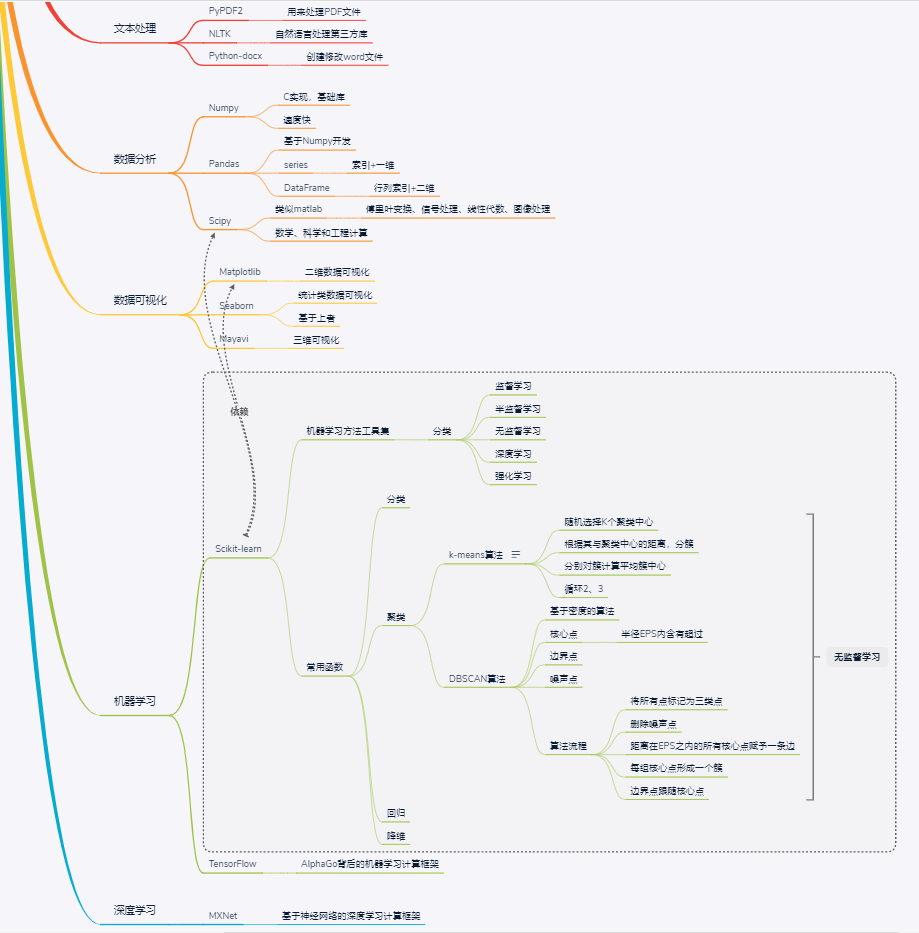 文本处理
PyPDF2
用来处理PDF文件
NLTK
自然语言处理第三方库
Python-docx
创建修改word文件
数据分析
Numpy
C实现，基础库
速度快
Pandas
基于Numpy开发
series
索引+一维
DataFrame
行列索引+二维
Scipy
类似matlab
傅里叶变换、信号处理、线性代数、图像处理
数学、科学和工程计算
数据可视化
Matplotlib
二维数据可视化
Seaborn
统计类数据可视化
基于上者
Mayavi
三维可视化
依赖
机器学习
Scikit-learn
机器学习方法工具集
分类
监督学习
半监督学习
无监督学习
深度学习
强化学习
常用函数
分类
聚类
k-means算法
随机选择K个聚类中心
根据其与聚类中心的距离，分簇
分别对簇计算平均簇中心
循环2、3
DBSCAN算法
基于密度的算法
核心点
半径EPS内含有超过
边界点
噪声点
算法流程
将所有点标记为三类点
删除噪声点
距离在EPS之内的所有核心点赋予一条边
每组核心点形成一个簇
边界点跟随核心点
无监督学习
回归
降维
TensorFlow
AlphaGo背后的机器学习计算框架
深度学习
MXNet
基于神经网络的深度学习计算框架